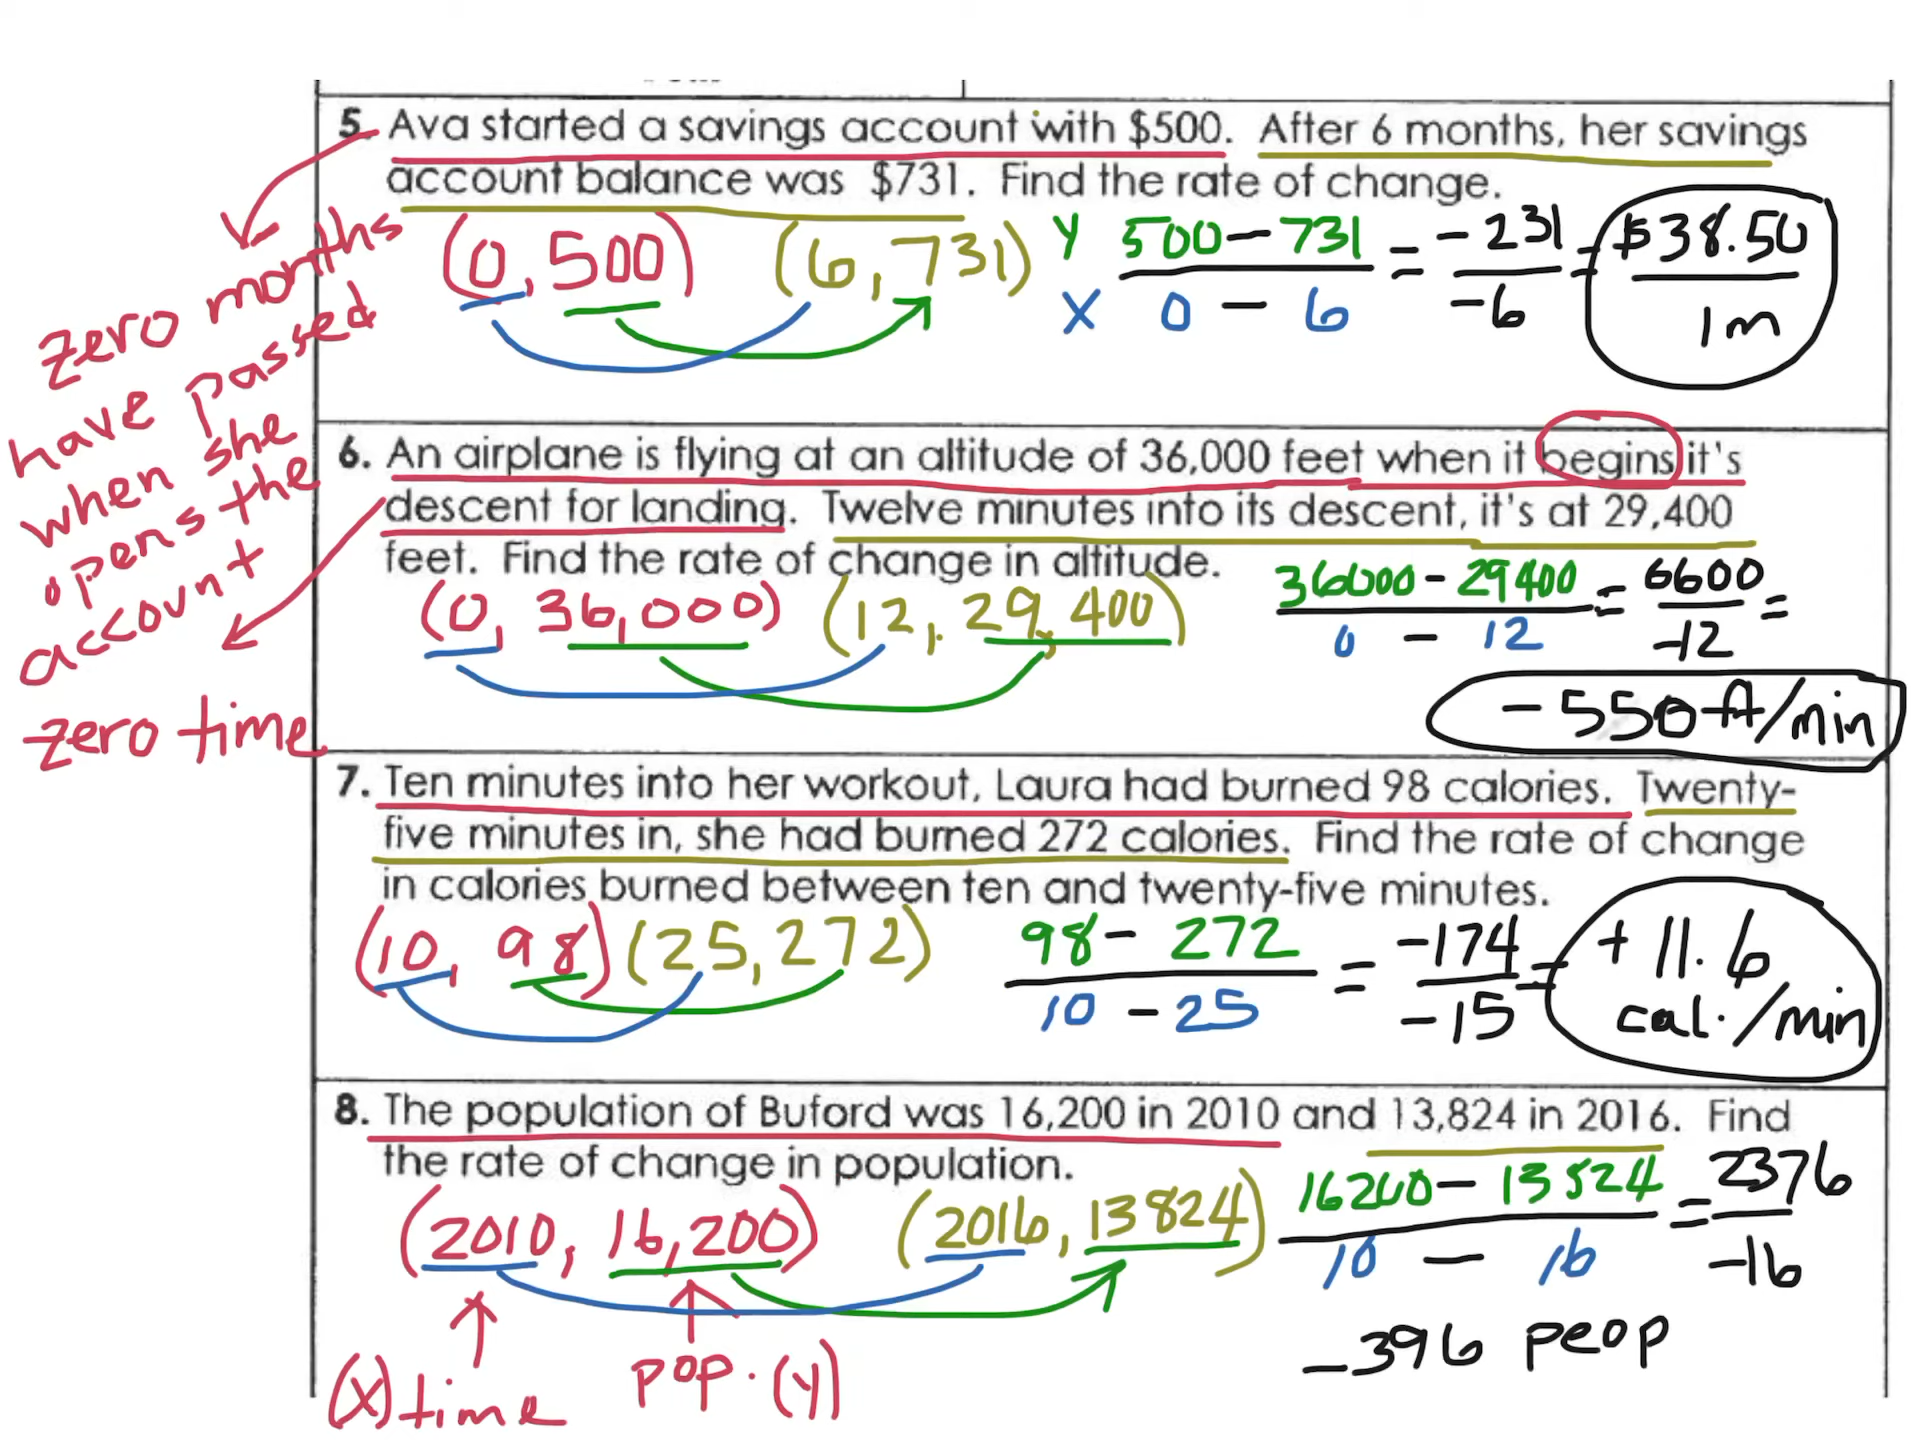 5. Ava started a savings account with $500. After 6 months, her savings
account balance was $731. Find the rate of change.
(0, 500) (6, 731)
Y 500 - 731 = -231 = $38.50
X 0 - 6 -6 1m
zero months
have passed
when she
opens the
account
6. An airplane is flying at an altitude of 36,000 feet when it begins it's
descent for landing. Twelve minutes into its descent, it's at 29,400
feet. Find the rate of change in altitude.
(0, 36,000) (12, 29,400)
36000 - 29400 = 6600 =
0 - 12 -12
-550 ft/min
zero time
7. Ten minutes into her workout, Laura had burned 98 calories. Twenty-
five minutes in, she had burned 272 calories. Find the rate of change
in calories burned between ten and twenty-five minutes.
(10, 98) (25, 272)
98 - 272 = -174 = +11.6
10 - 25 -15 cal./min
8. The population of Buford was 16,200 in 2010 and 13,824 in 2016. Find
the rate of change in population.
(2010, 16,200) (2016, 13824)
16200 - 13524 = 2376
10 - 16 -16
-396 peop
(x) time
pop. (y)